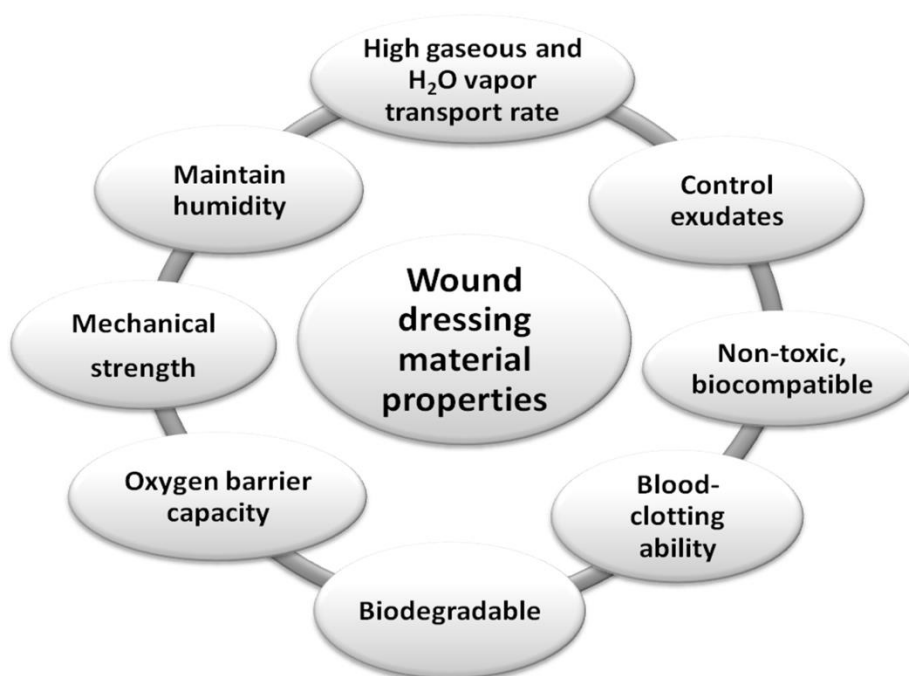 High gaseous and
H₂O vapor
transport rate
Control
exudates
Non-toxic,
biocompatible
Blood-
clotting
ability
Biodegradable
Oxygen barrier
capacity
Mechanical
strength
Maintain
humidity
Wound
dressing
material
properties